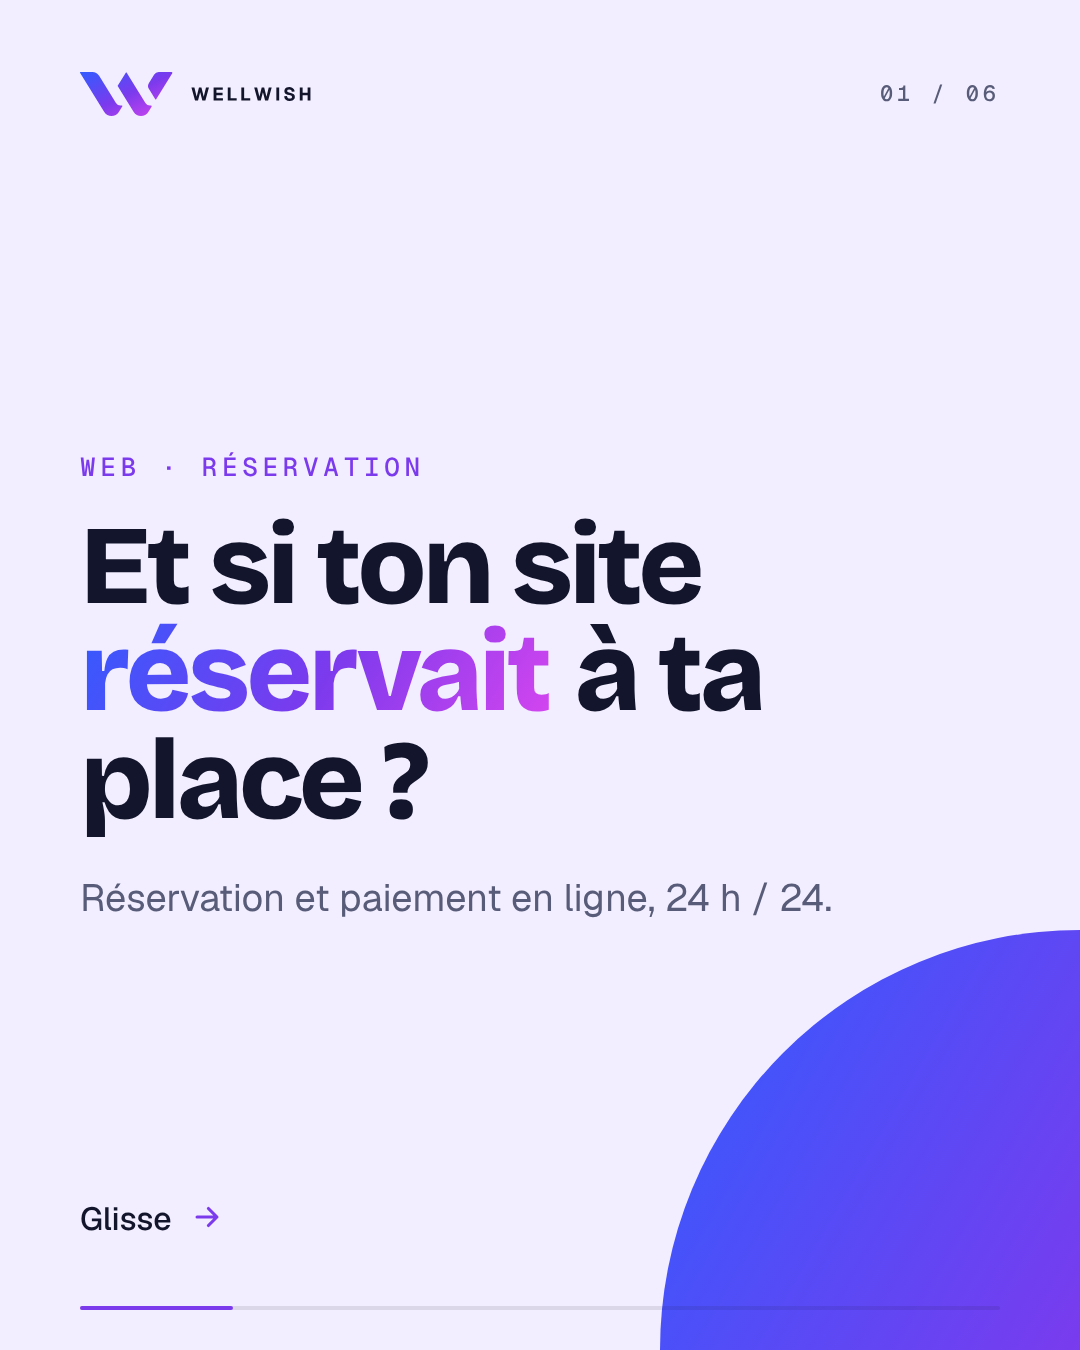 WELLWISH
01 / 06
WEB · RÉSERVATION
Et si ton site
réservait à ta
place ?
Réservation et paiement en ligne, 24 h / 24.
Glisse →